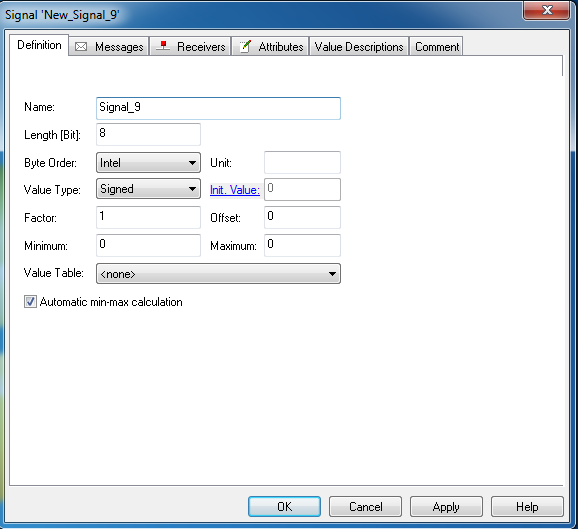 Signal 'New_Signal_9'
Definition Messages Receivers Attributes Value Descriptions Comment
Name: Signal_9
Length [Bit]: 8
Byte Order: Intel Unit:
Value Type: Signed Init. Value: 0
Factor: 1 Offset: 0
Minimum: 0 Maximum: 0
Value Table: <none>
Automatic min-max calculation
OK Cancel Apply Help